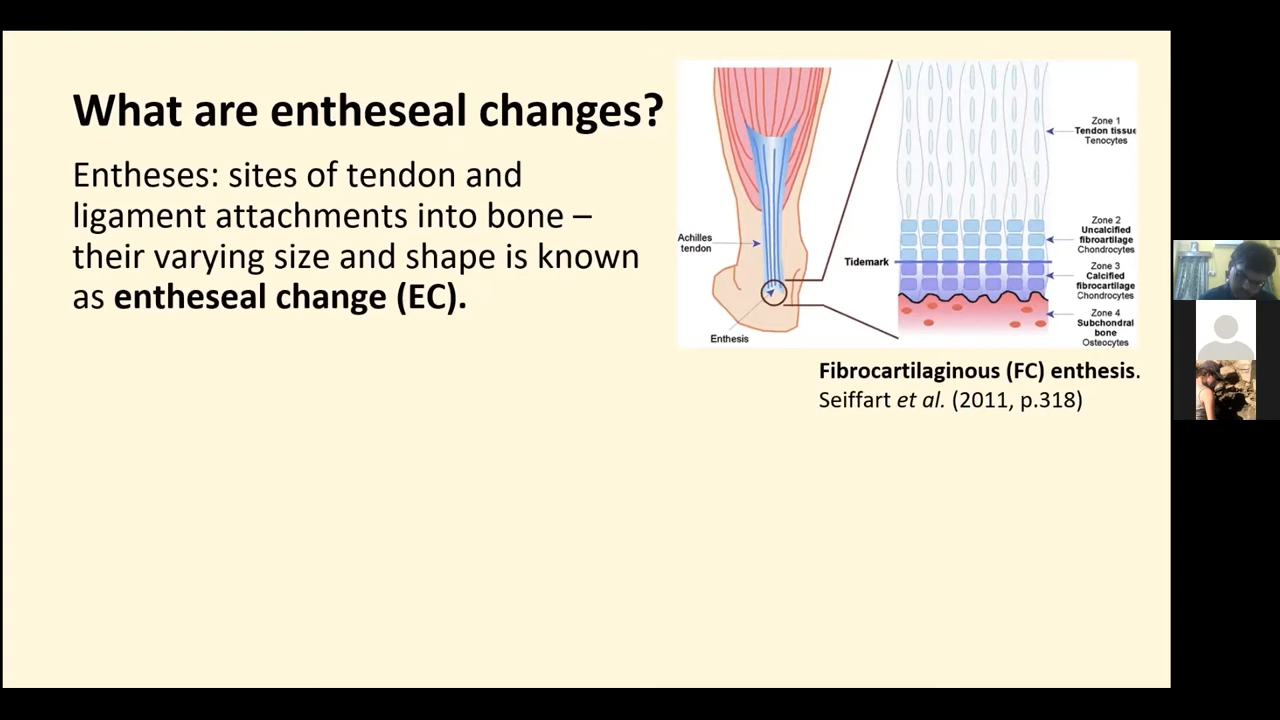 What are entheseal changes?
Entheses: sites of tendon and
ligament attachments into bone –
their varying size and shape is known
as entheseal change (EC).
Achilles
tendon
Enthesis
Tidemark
Zone 1
Tendon tissue
Tenocytes
Zone 2
Uncalcified
fibroartilage
Chondrocytes
Zone 3
Calcified
fibrocartilage
Chondrocytes
Zone 4
Subchondral
bone
Osteocytes
Fibrocartilaginous (FC) enthesis.
Seiffart et al. (2011, p.318)